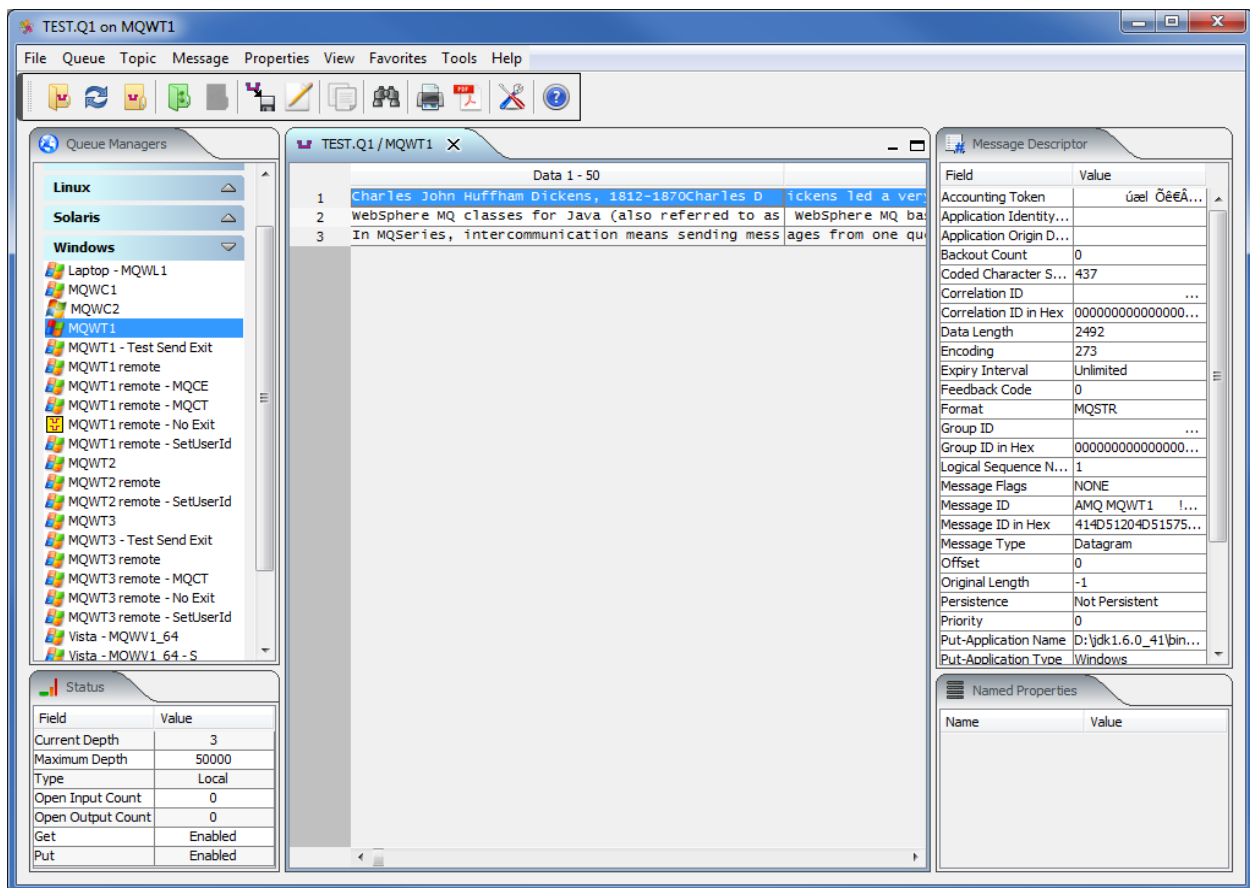 TEST.Q1 on MQWT1
File Queue Topic Message Properties View Favorites Tools Help
Queue Managers
Linux
Solaris
Windows
Laptop - MQWL1
MQWC1
MQWC2
MQWT1
MQWT1 - Test Send Exit
MQWT1 remote
MQWT1 remote - MQCE
MQWT1 remote - MQCT
MQWT1 remote - No Exit
MQWT1 remote - SetUserId
MQWT2
MQWT2 remote
MQWT2 remote - SetUserId
MQWT3
MQWT3 - Test Send Exit
MQWT3 remote
MQWT3 remote - MQCT
MQWT3 remote - No Exit
MQWT3 remote - SetUserId
Vista - MQWV1_64
Vista - MQWV1_64 - S
Status
Field Value
Current Depth 3
Maximum Depth 50000
Type Local
Open Input Count 0
Open Output Count 0
Get Enabled
Put Enabled
TEST.Q1 / MQWT1
Data 1 - 50
1 Charles John Huffham Dickens, 1812-1870Charles D ickens led a very
2 WebSphere MQ classes for Java (also referred to as WebSphere MQ ba
3 In MQSeries, intercommunication means sending mess ages from one qu
Message Descriptor
Field Value
Accounting Token úæl Õê€Â...
Application Identity...
Application Origin D...
Backout Count 0
Coded Character S... 437
Correlation ID ...
Correlation ID in Hex 000000000000000...
Data Length 2492
Encoding 273
Expiry Interval Unlimited
Feedback Code 0
Format MQSTR
Group ID ...
Group ID in Hex 000000000000000...
Logical Sequence N... 1
Message Flags NONE
Message ID AMQ MQWT1 !...
Message ID in Hex 414D51204D51575...
Message Type Datagram
Offset 0
Original Length -1
Persistence Not Persistent
Priority 0
Put-Application Name D:\jdk1.6.0_41\bin...
Put-Application Type Windows
Named Properties
Name Value